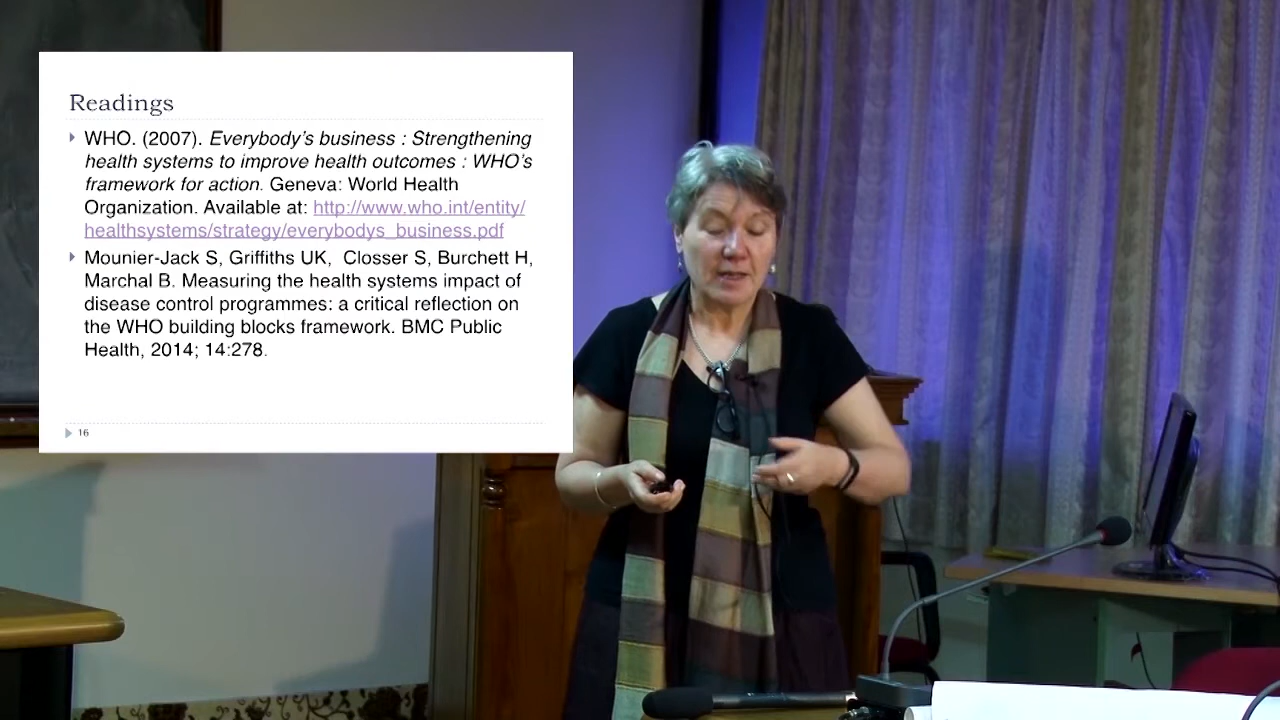 Readings
WHO. (2007). Everybody's business : Strengthening
health systems to improve health outcomes : WHO's
framework for action. Geneva: World Health
Organization. Available at: http://www.who.int/entity/
healthsystems/strategy/everybodys_business.pdf
Mounier-Jack S, Griffiths UK, Closser S, Burchett H,
Marchal B. Measuring the health systems impact of
disease control programmes: a critical reflection on
the WHO building blocks framework. BMC Public
Health, 2014; 14:278.
16